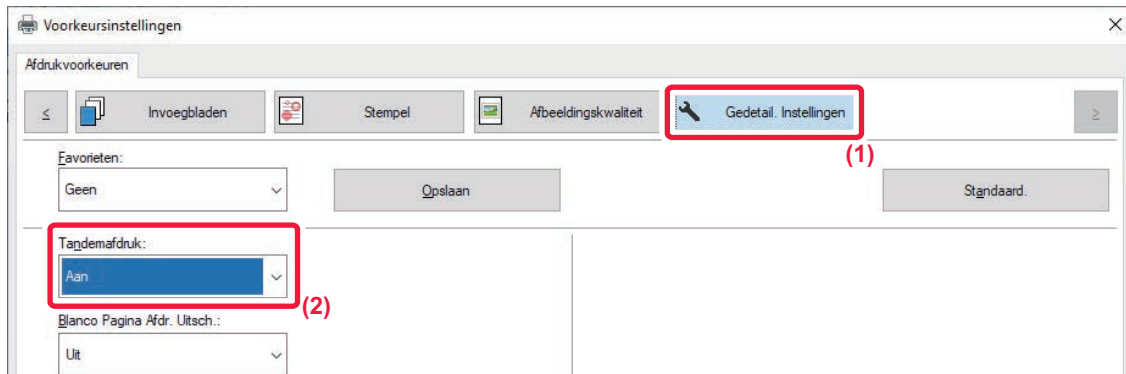 Voorkeursinstellingen
Afdrukvoorkeuren
< Invoegbladen Stempel Afbeeldingskwaliteit Gedetail. Instellingen >
(1)
Favorieten:
Geen Opslaan Standaard.
Tandemafdruk:
Aan
(2)
Blanco Pagina Afdr. Uitsch.:
Uit